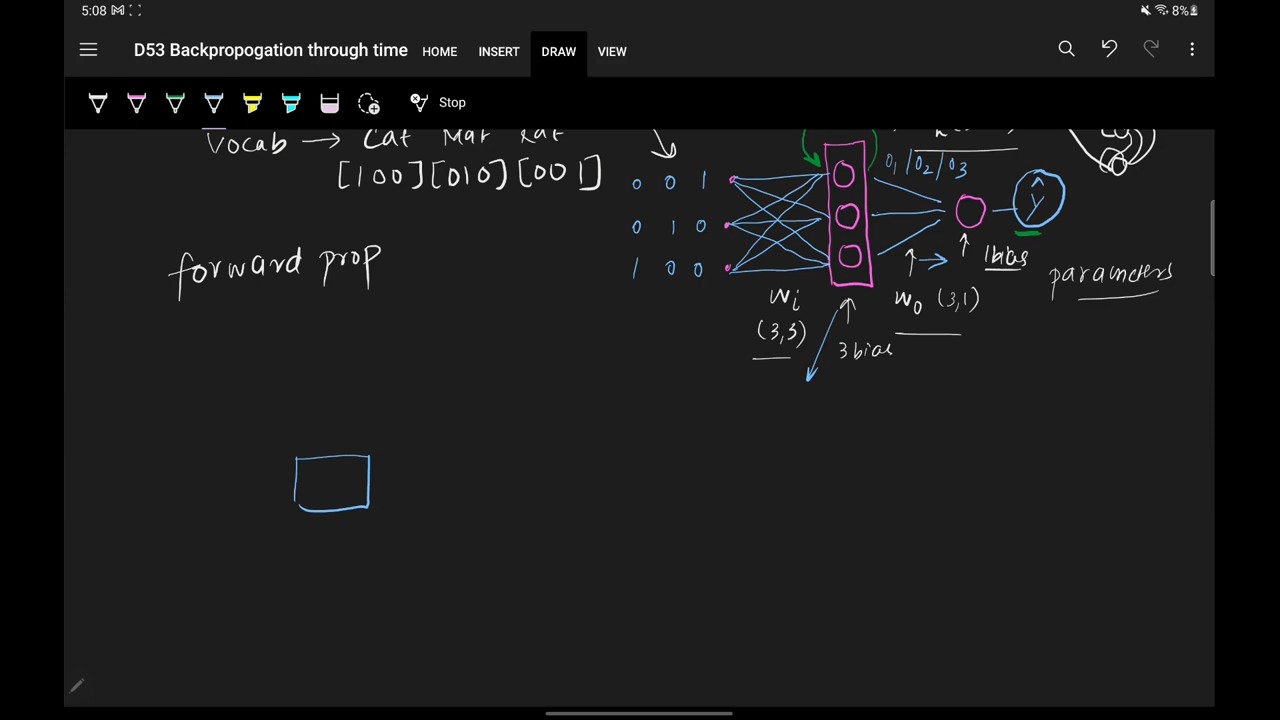 5:08 8%
D53 Backpropogation through time HOME INSERT DRAW VIEW
Stop
Vocab → Cat Mat Rat
[100][010][001]
0 0 1
0 1 0
1 0 0
O1/O2/O3
ŷ
1 bias
forward prop
parameters
Wi
(3,3)
3 bias
Wo (3,1)